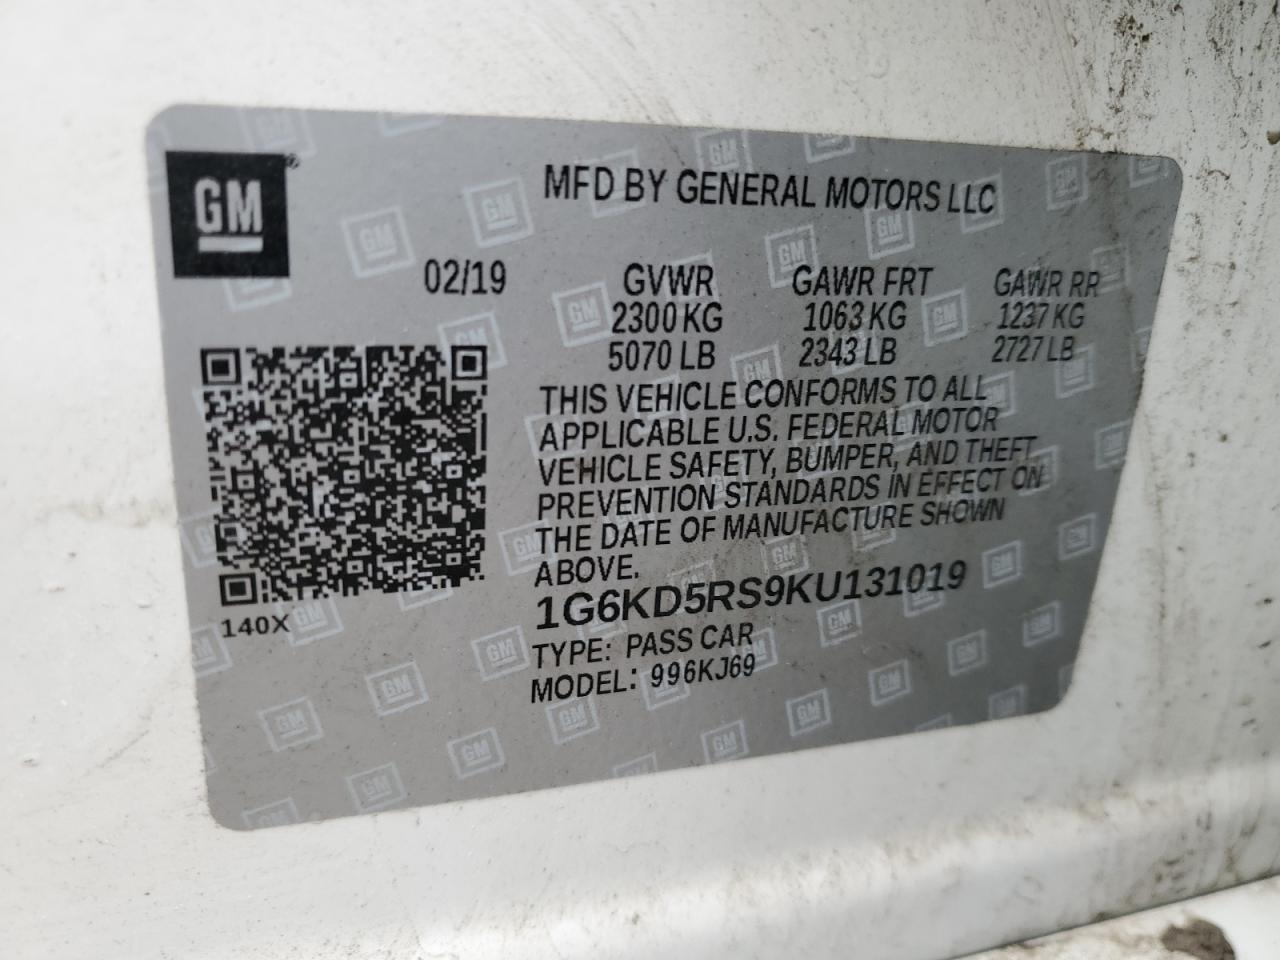 GM
MFD BY GENERAL MOTORS LLC
02/19 GVWR GAWR FRT GAWR RR
2300 KG 1063 KG 1237 KG
5070 LB 2343 LB 2727 LB
THIS VEHICLE CONFORMS TO ALL
APPLICABLE U.S. FEDERAL MOTOR
VEHICLE SAFETY, BUMPER, AND THEFT
PREVENTION STANDARDS IN EFFECT ON
THE DATE OF MANUFACTURE SHOWN
ABOVE.
1G6KD5RS9KU131019
140X
TYPE: PASS CAR
MODEL: 996KJ69